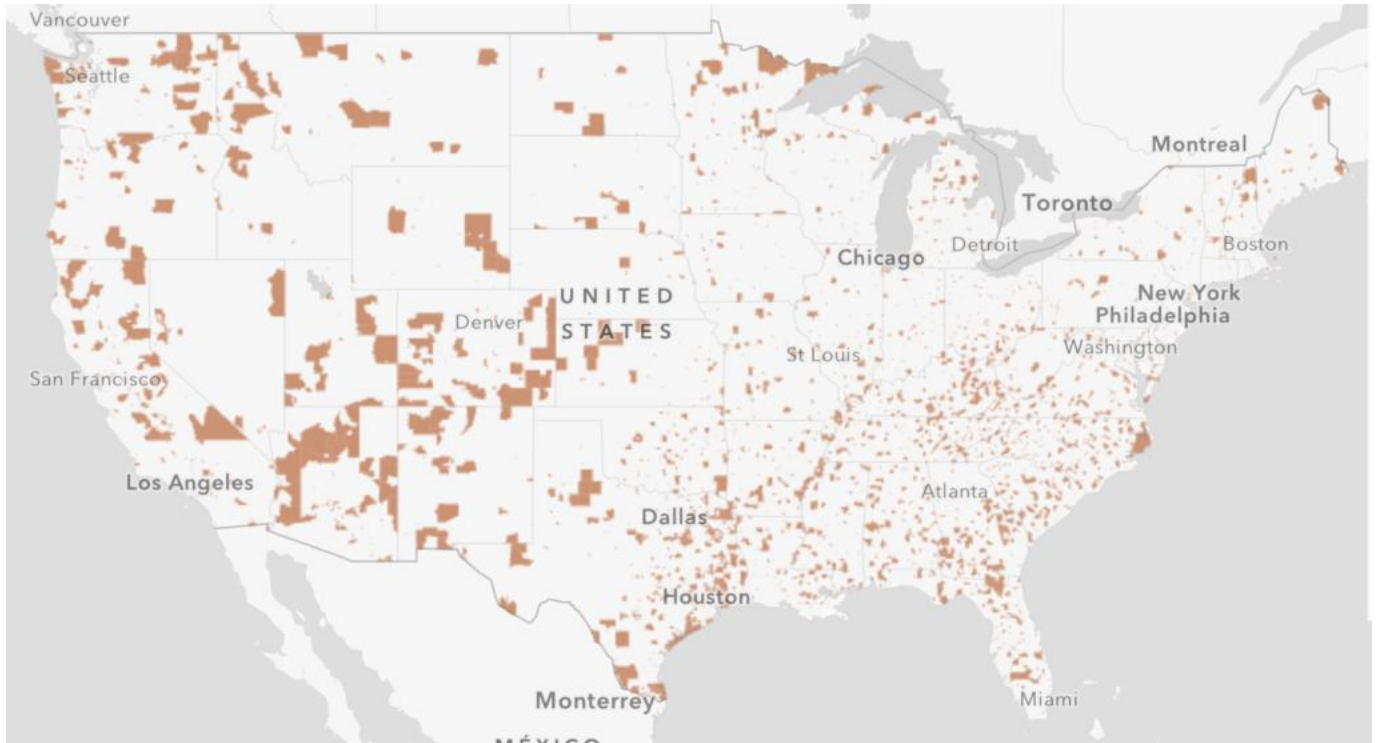 Vancouver
Seattle
Montreal
Toronto
Detroit
Boston
Chicago
UNITED
STATES
New York
Philadelphia
Denver
St Louis
Washington
San Francisco
Los Angeles
Atlanta
Dallas
Houston
Monterrey
Miami
MÉXICO